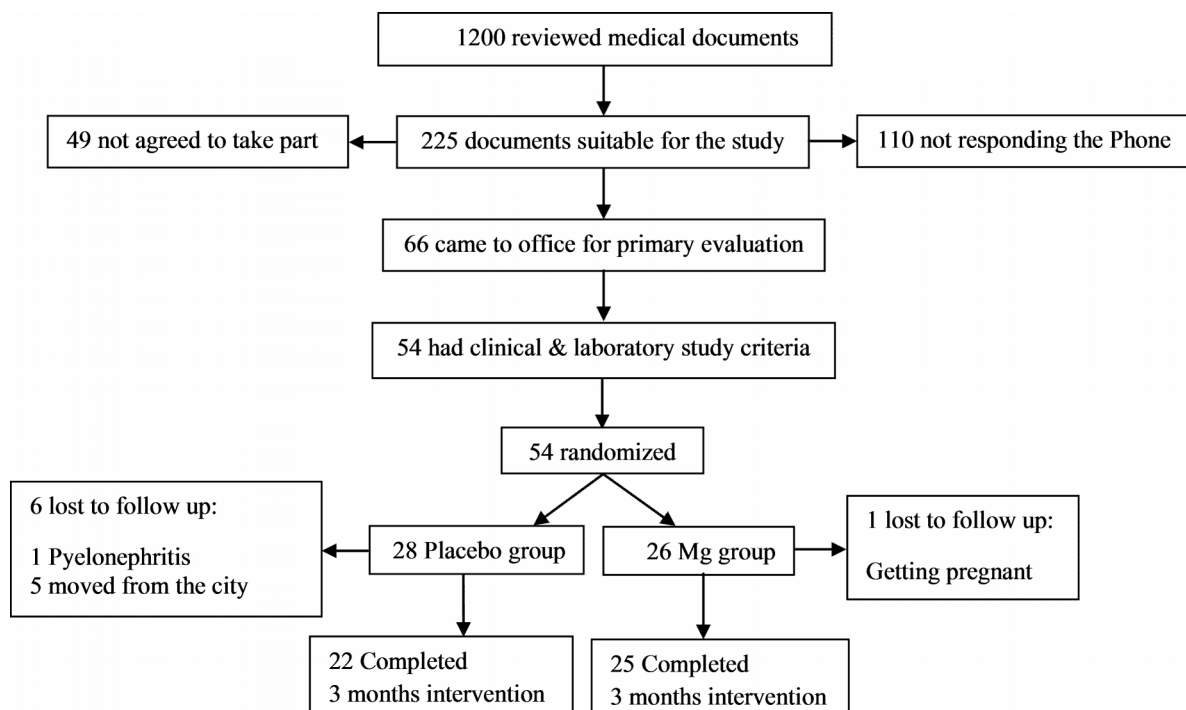 1200 reviewed medical documents
49 not agreed to take part
225 documents suitable for the study
110 not responding the Phone
66 came to office for primary evaluation
54 had clinical & laboratory study criteria
54 randomized
6 lost to follow up:
1 Pyelonephritis
5 moved from the city
28 Placebo group
26 Mg group
1 lost to follow up:
Getting pregnant
22 Completed
3 months intervention
25 Completed
3 months intervention